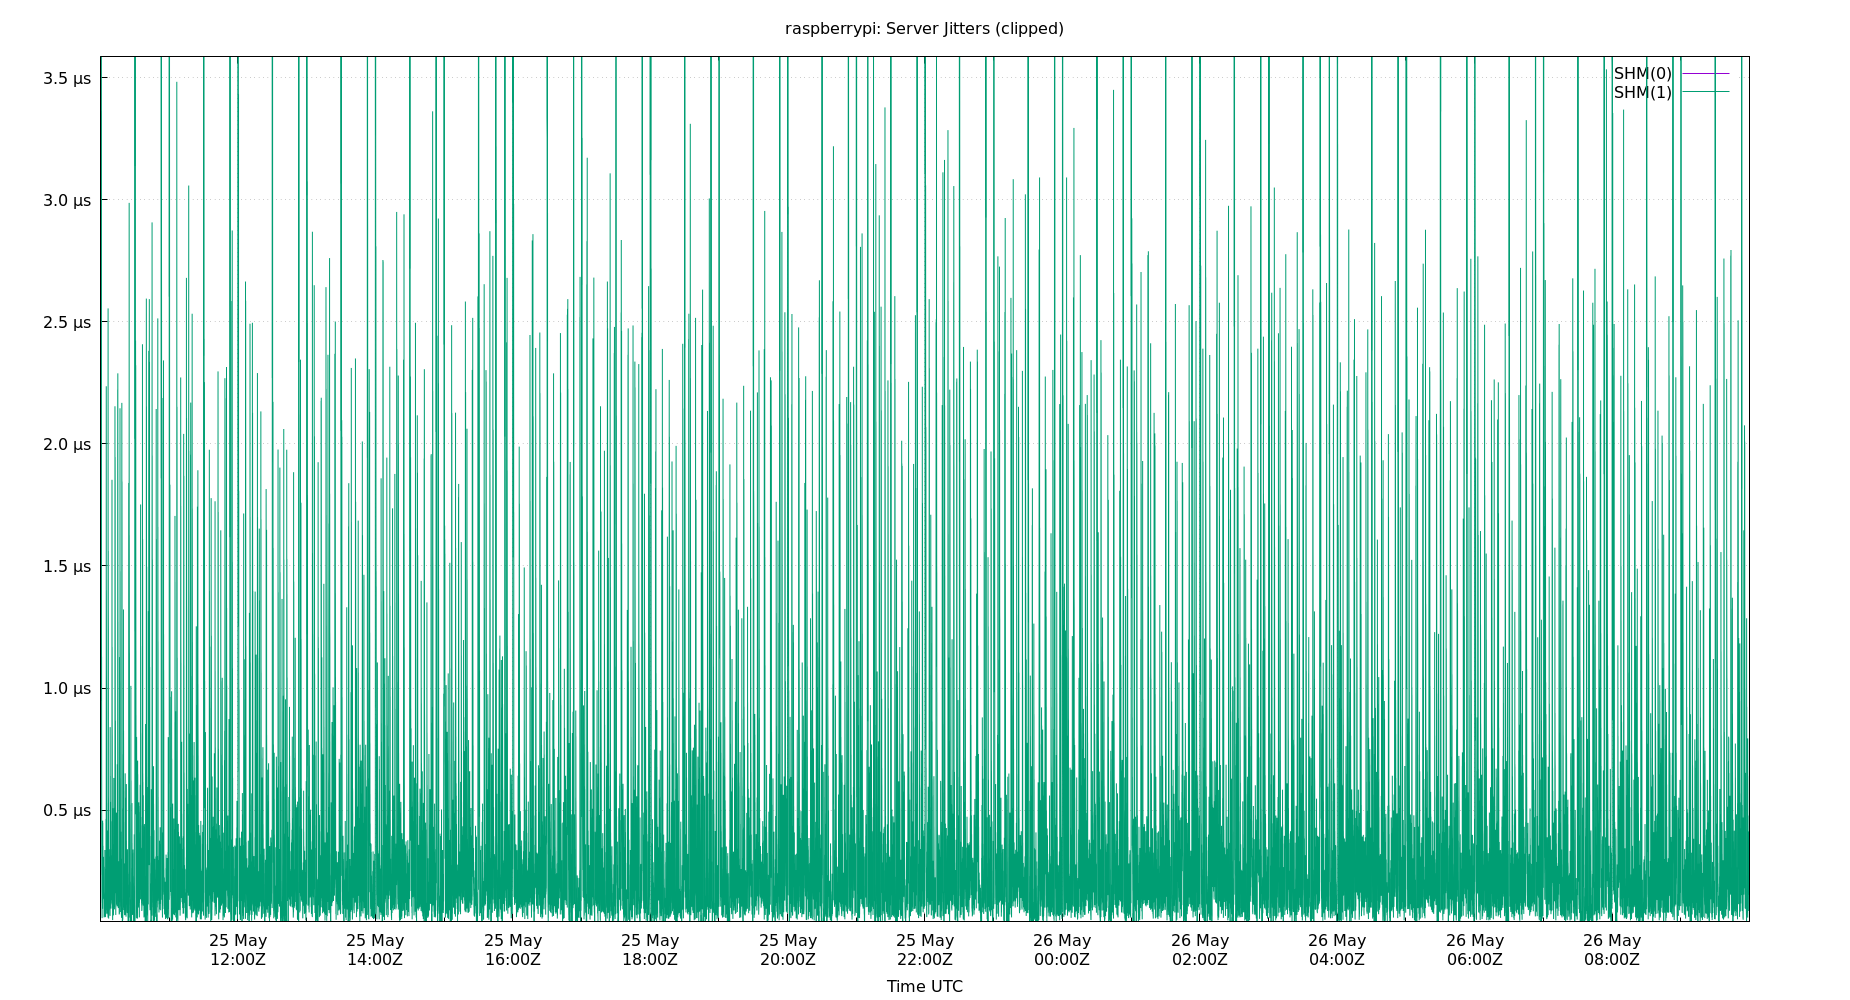 raspberrypi: Server Jitters (clipped)
3.5 µs
3.0 µs
2.5 µs
2.0 µs
1.5 µs
1.0 µs
0.5 µs
SHM(0)
SHM(1)
25 May 25 May 25 May 25 May 25 May 25 May 26 May 26 May 26 May 26 May 26 May
12:00Z 14:00Z 16:00Z 18:00Z 20:00Z 22:00Z 00:00Z 02:00Z 04:00Z 06:00Z 08:00Z
Time UTC